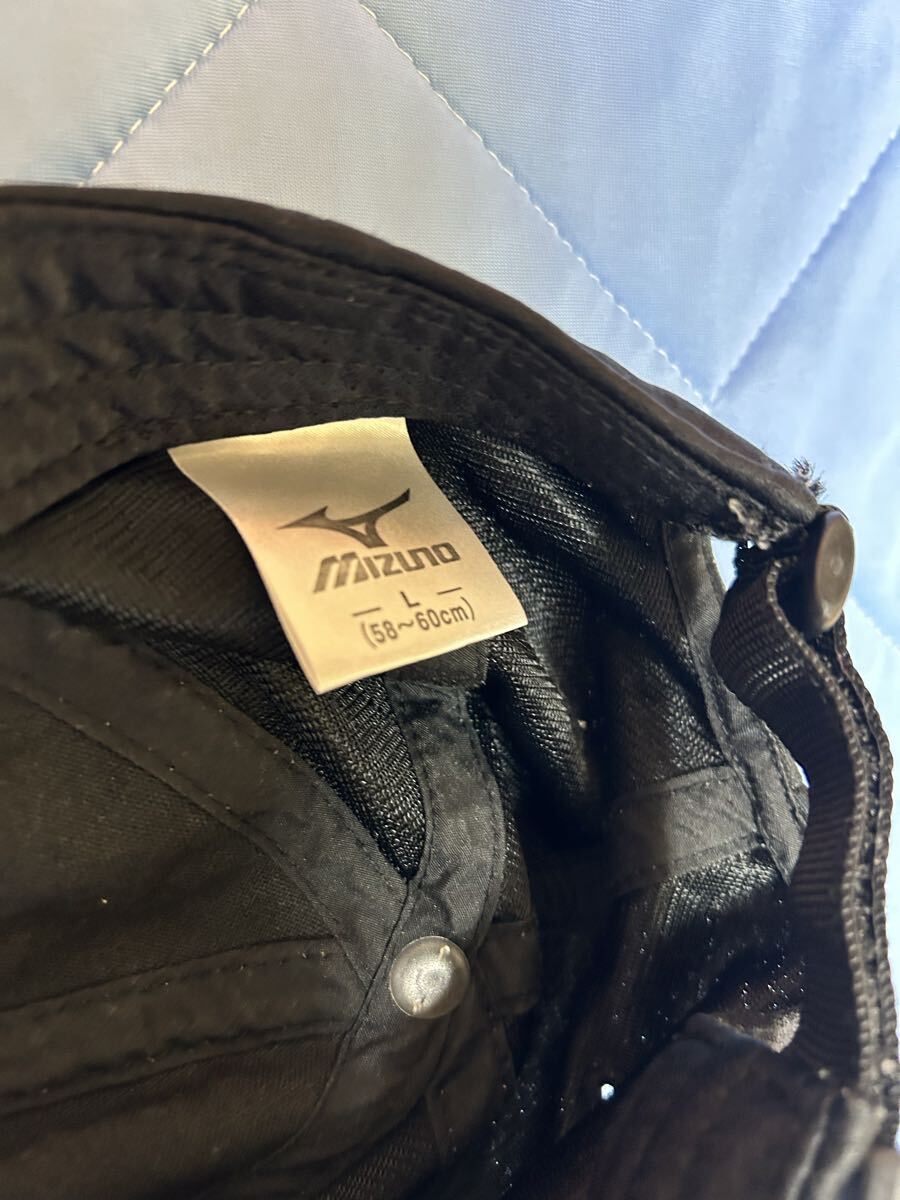 MIZUNO
— L —
(58～60cm)